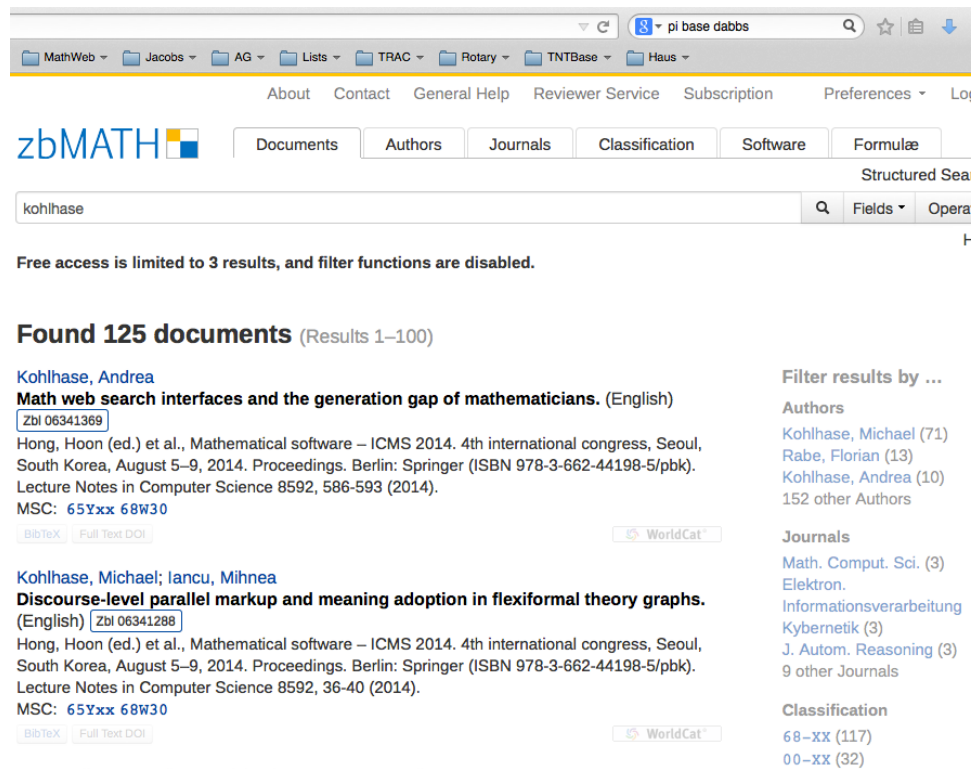 pi base dabbs
MathWeb Jacobs AG Lists TRAC Rotary TNTBase Haus
About Contact General Help Reviewer Service Subscription Preferences Log
zbMATH Documents Authors Journals Classification Software Formulæ
Structured Sear
kohlhase Fields Opera
H
Free access is limited to 3 results, and filter functions are disabled.
Found 125 documents (Results 1–100)
Kohlhase, Andrea
Math web search interfaces and the generation gap of mathematicians. (English)
Zbl 06341369
Hong, Hoon (ed.) et al., Mathematical software – ICMS 2014. 4th international congress, Seoul,
South Korea, August 5–9, 2014. Proceedings. Berlin: Springer (ISBN 978-3-662-44198-5/pbk).
Lecture Notes in Computer Science 8592, 586-593 (2014).
MSC: 65Yxx 68W30
BibTeX Full Text DOI WorldCat
Kohlhase, Michael; Iancu, Mihnea
Discourse-level parallel markup and meaning adoption in flexiformal theory graphs.
(English) Zbl 06341288
Hong, Hoon (ed.) et al., Mathematical software – ICMS 2014. 4th international congress, Seoul,
South Korea, August 5–9, 2014. Proceedings. Berlin: Springer (ISBN 978-3-662-44198-5/pbk).
Lecture Notes in Computer Science 8592, 36-40 (2014).
MSC: 65Yxx 68W30
BibTeX Full Text DOI WorldCat
Filter results by ...
Authors
Kohlhase, Michael (71)
Rabe, Florian (13)
Kohlhase, Andrea (10)
152 other Authors
Journals
Math. Comput. Sci. (3)
Elektron.
Informationsverarbeitung
Kybernetik (3)
J. Autom. Reasoning (3)
9 other Journals
Classification
68-XX (117)
00-XX (32)